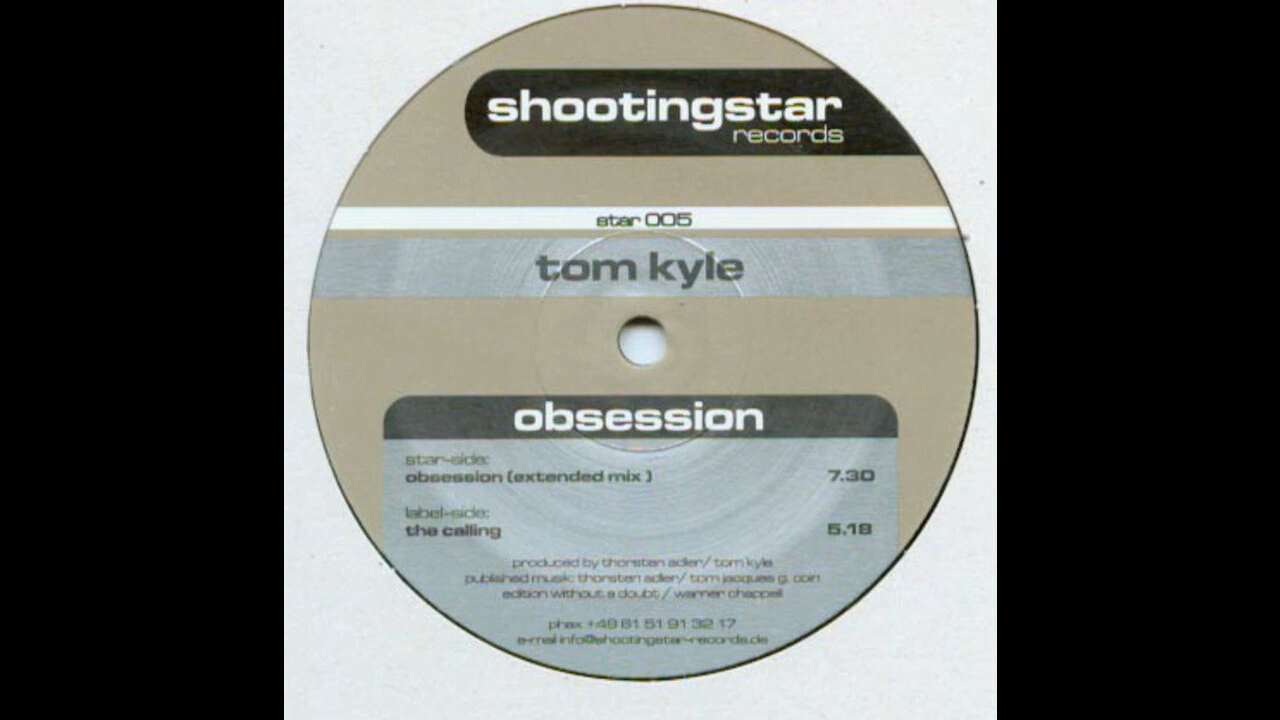 shootingstar
records
star 005
tom kyle
obsession
star-side:
obsession (extended mix ) 7.30
label-side:
the calling 5.18
produced by thorsten adler/ tom kyle
published musik: thorsten adler/ tom jacques g. coin
edition without a doubt / warner chappell
phax +49 61 51 91 32 17
e-mail info@shootingstar-records.de